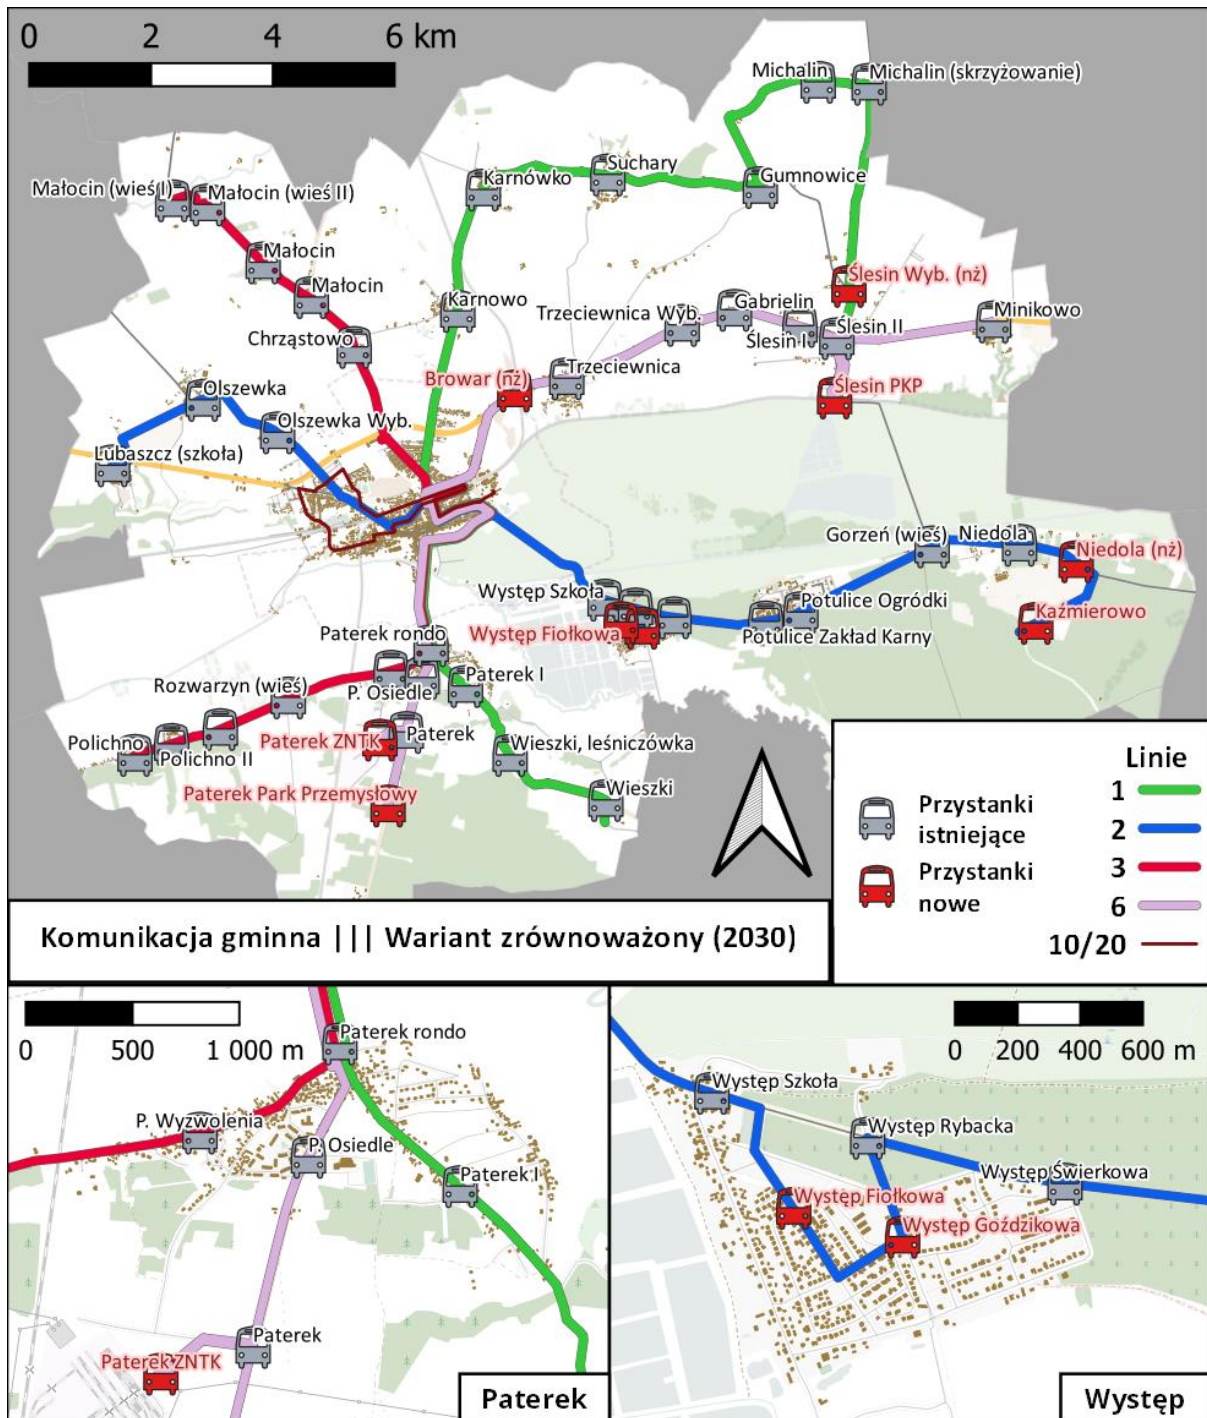 0 2 4 6 km
Michalin
Michalin (skrzyżowanie)
Małocin (wieś I)
Małocin (wieś II)
Karnówko
Suchary
Gumnowice
Małocin
Małocin
Chrząstowo
Karnowo
Ślesin Wyb. (nż)
Trzeciewnica Wyb.
Gabrielin
Ślesin I
Ślesin II
Minikowo
Browar (nż)
Trzeciewnica
Ślesin PKP
Olszewka
Olszewka Wyb.
Lubaszcz (szkoła)
Gorzeń (wieś)
Niedola
Niedola (nż)
Występ Szkoła
Potulice Ogródki
Kaźmierowo
Występ Fiołkowa
Potulice Zakład Karny
Paterek rondo
Paterek I
P. Osiedle
Rozwarzyn (wieś)
Polichno
Polichno II
Paterek ZNTK
Paterek
Wieszki, leśniczówka
Paterek Park Przemysłowy
Wieszki
Linie
Przystanki
istniejące
Przystanki
nowe
1
2
3
6
10/20
Komunikacja gminna ||| Wariant zrównoważony (2030)
0 500 1 000 m
Paterek rondo
P. Wyzwolenia
P. Osiedle
Paterek I
Paterek
Paterek ZNTK
Paterek
0 200 400 600 m
Występ Szkoła
Występ Rybacka
Występ Świerkowa
Występ Fiołkowa
Występ Goździkowa
Występ